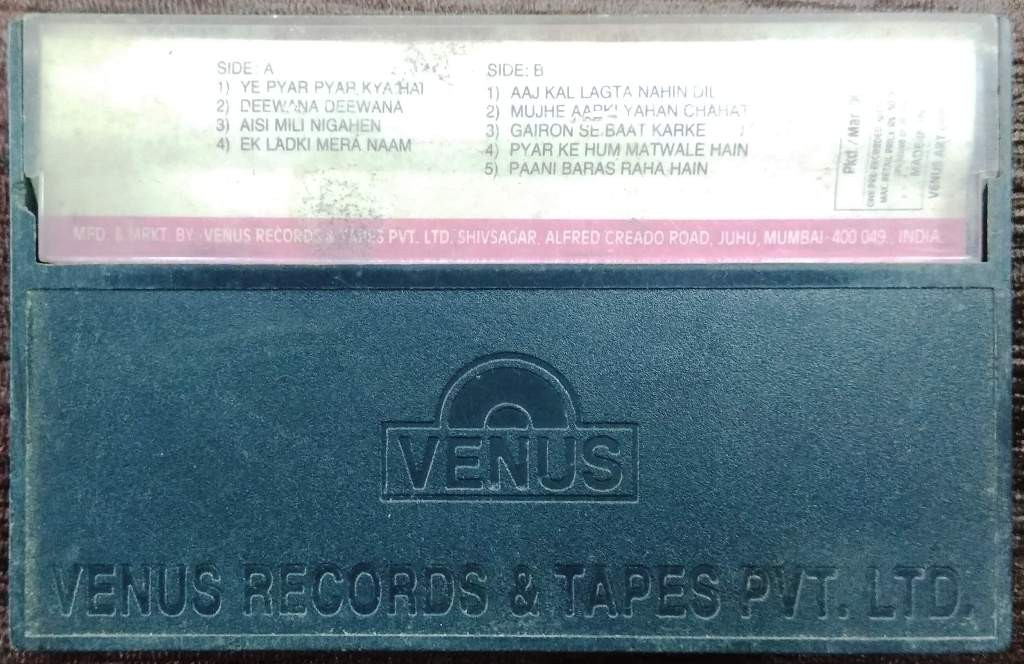 SIDE: A
1) YE PYAR PYAR KYA HAI
2) DEEWANA DEEWANA
3) AISI MILI NIGAHEN
4) EK LADKI MERA NAAM
SIDE: B
1) AAJ KAL LAGTA NAHIN DIL
2) MUJHE AAPKI YAHAN CHAHAT
3) GAIRON SE BAAT KARKE
4) PYAR KE HUM MATWALE HAIN
5) PAANI BARAS RAHA HAIN
Pkd./Mar
VENUS
MFD. & MRKT. BY : VENUS RECORDS & TAPES PVT. LTD. SHIVSAGAR, ALFRED CREADO ROAD, JUHU, MUMBAI - 400 049., INDIA.
VENUS
VENUS RECORDS & TAPES PVT. LTD.